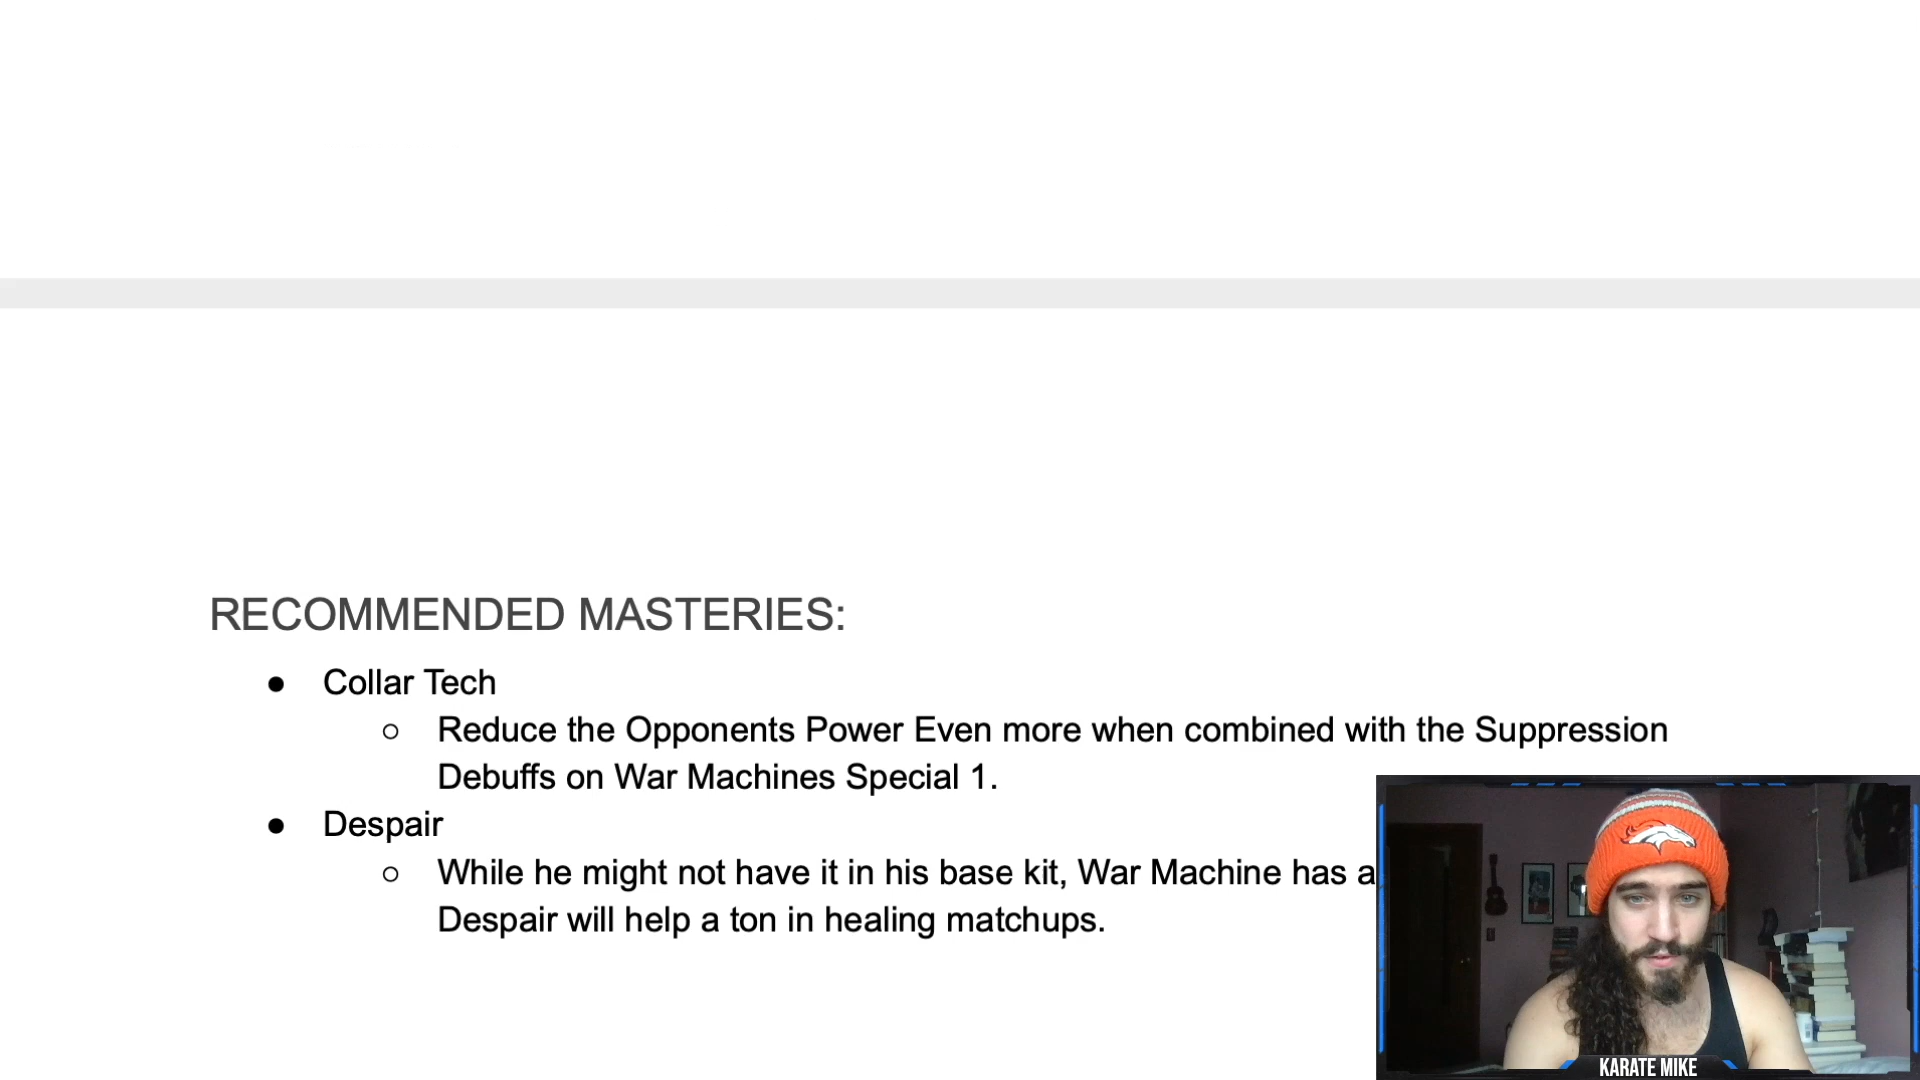 RECOMMENDED MASTERIES:
● Collar Tech
○ Reduce the Opponents Power Even more when combined with the Suppression
Debuffs on War Machines Special 1.
● Despair
○ While he might not have it in his base kit, War Machine has a
Despair will help a ton in healing matchups.
KARATE MIKE